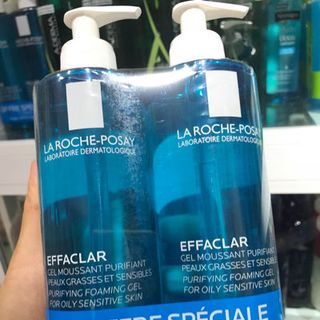 LA ROCHE-POSAY
LABORATOIRE DERMATOLOGIQUE
EFFACLAR
GEL MOUSSANT PURIFIANT
PEAUX GRASSES ET SENSIBLES
PURIFYING FOAMING GEL
FOR OILY SENSITIVE SKIN
LA ROCHE-POSAY
LABORATOIRE DERMATOLOGIQUE
EFFACLAR
GEL MOUSSANT PURIFIANT
PEAUX GRASSES ET SENSIBLES
PURIFYING FOAMING GEL
FOR OILY SENSITIVE SKIN
FFRE SPÉCIALE